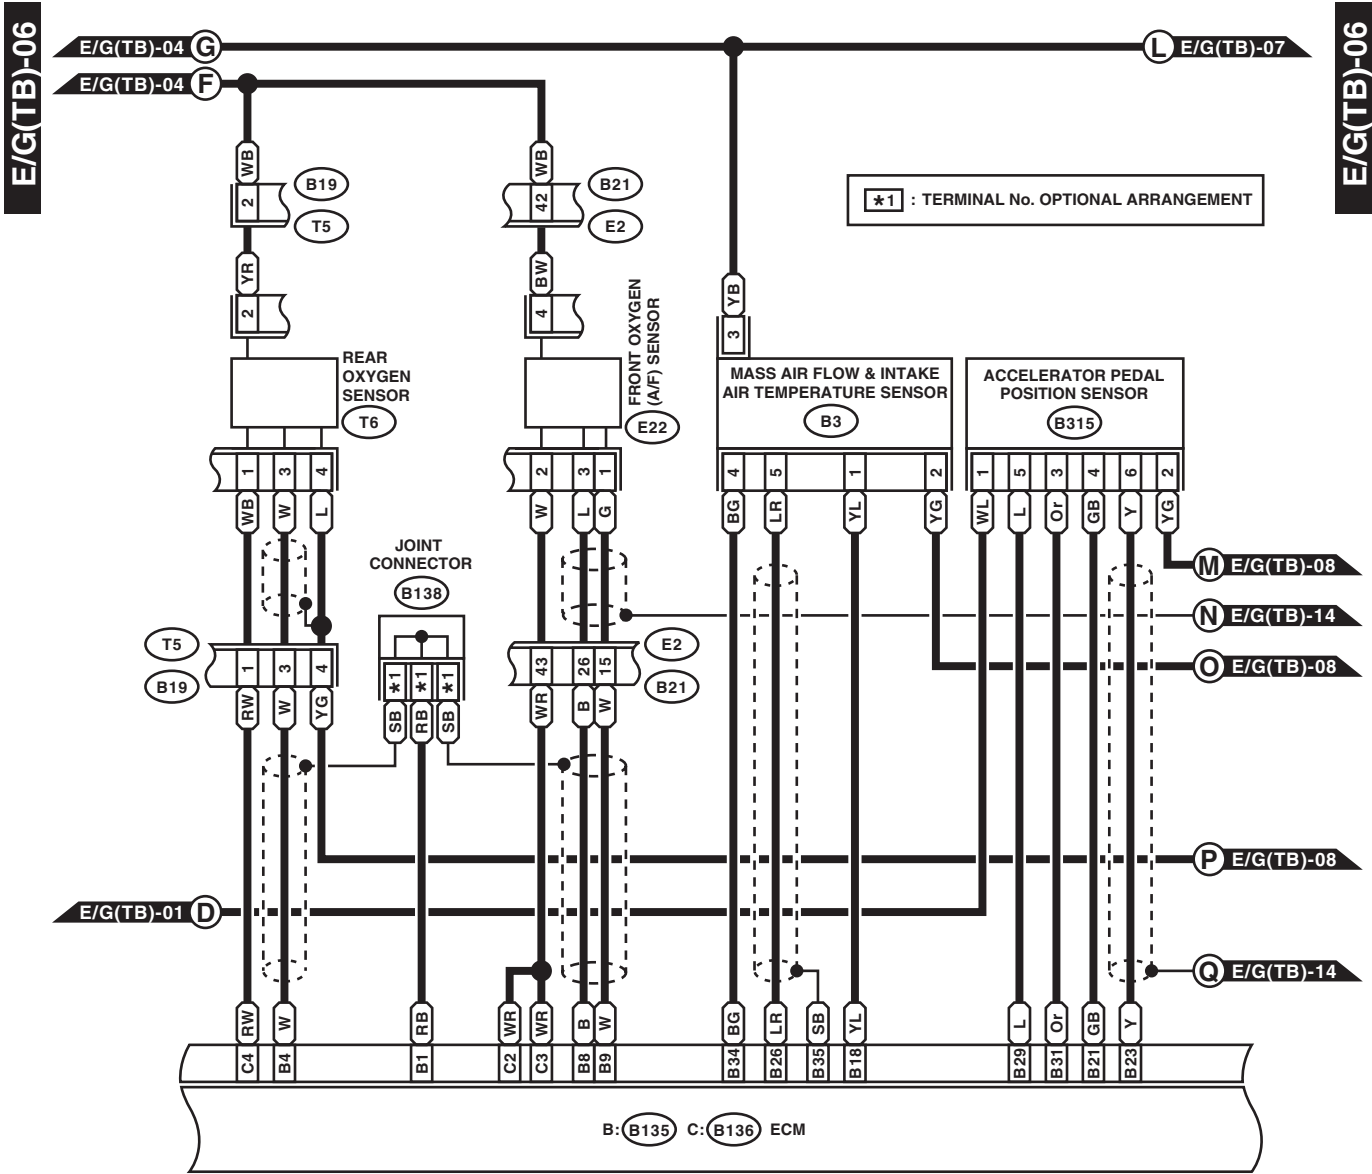 E/G(TB)-06
E/G(TB)-06
E/G(TB)-04 G
L E/G(TB)-07
E/G(TB)-04 F
WB
WB
2
B19
T5
42
B21
E2
*1 : TERMINAL No. OPTIONAL ARRANGEMENT
YR
BW
YB
2
4
3
REAR
OXYGEN
SENSOR
T6
FRONT OXYGEN
(A/F) SENSOR
E22
MASS AIR FLOW & INTAKE
AIR TEMPERATURE SENSOR
B3
ACCELERATOR PEDAL
POSITION SENSOR
B315
1 3 4
2 3 1
4 5 1 2
1 5 3 4 6 2
WB W L
W L G
BG LR YL YG
WL L Or GB Y YG
JOINT
CONNECTOR
B138
M E/G(TB)-08
N E/G(TB)-14
T5
B19
1 3 4
*1 *1 *1
43 26 15
E2
B21
O E/G(TB)-08
RW W YG
SB RB SB
WR B W
P E/G(TB)-08
E/G(TB)-01 D
Q E/G(TB)-14
RW W RB WR WR B W BG LR SB YL L Or GB Y
C4 B4 B1 C2 C3 B8 B9 B34 B26 B35 B18 B29 B31 B21 B23
B: B135 C: B136 ECM